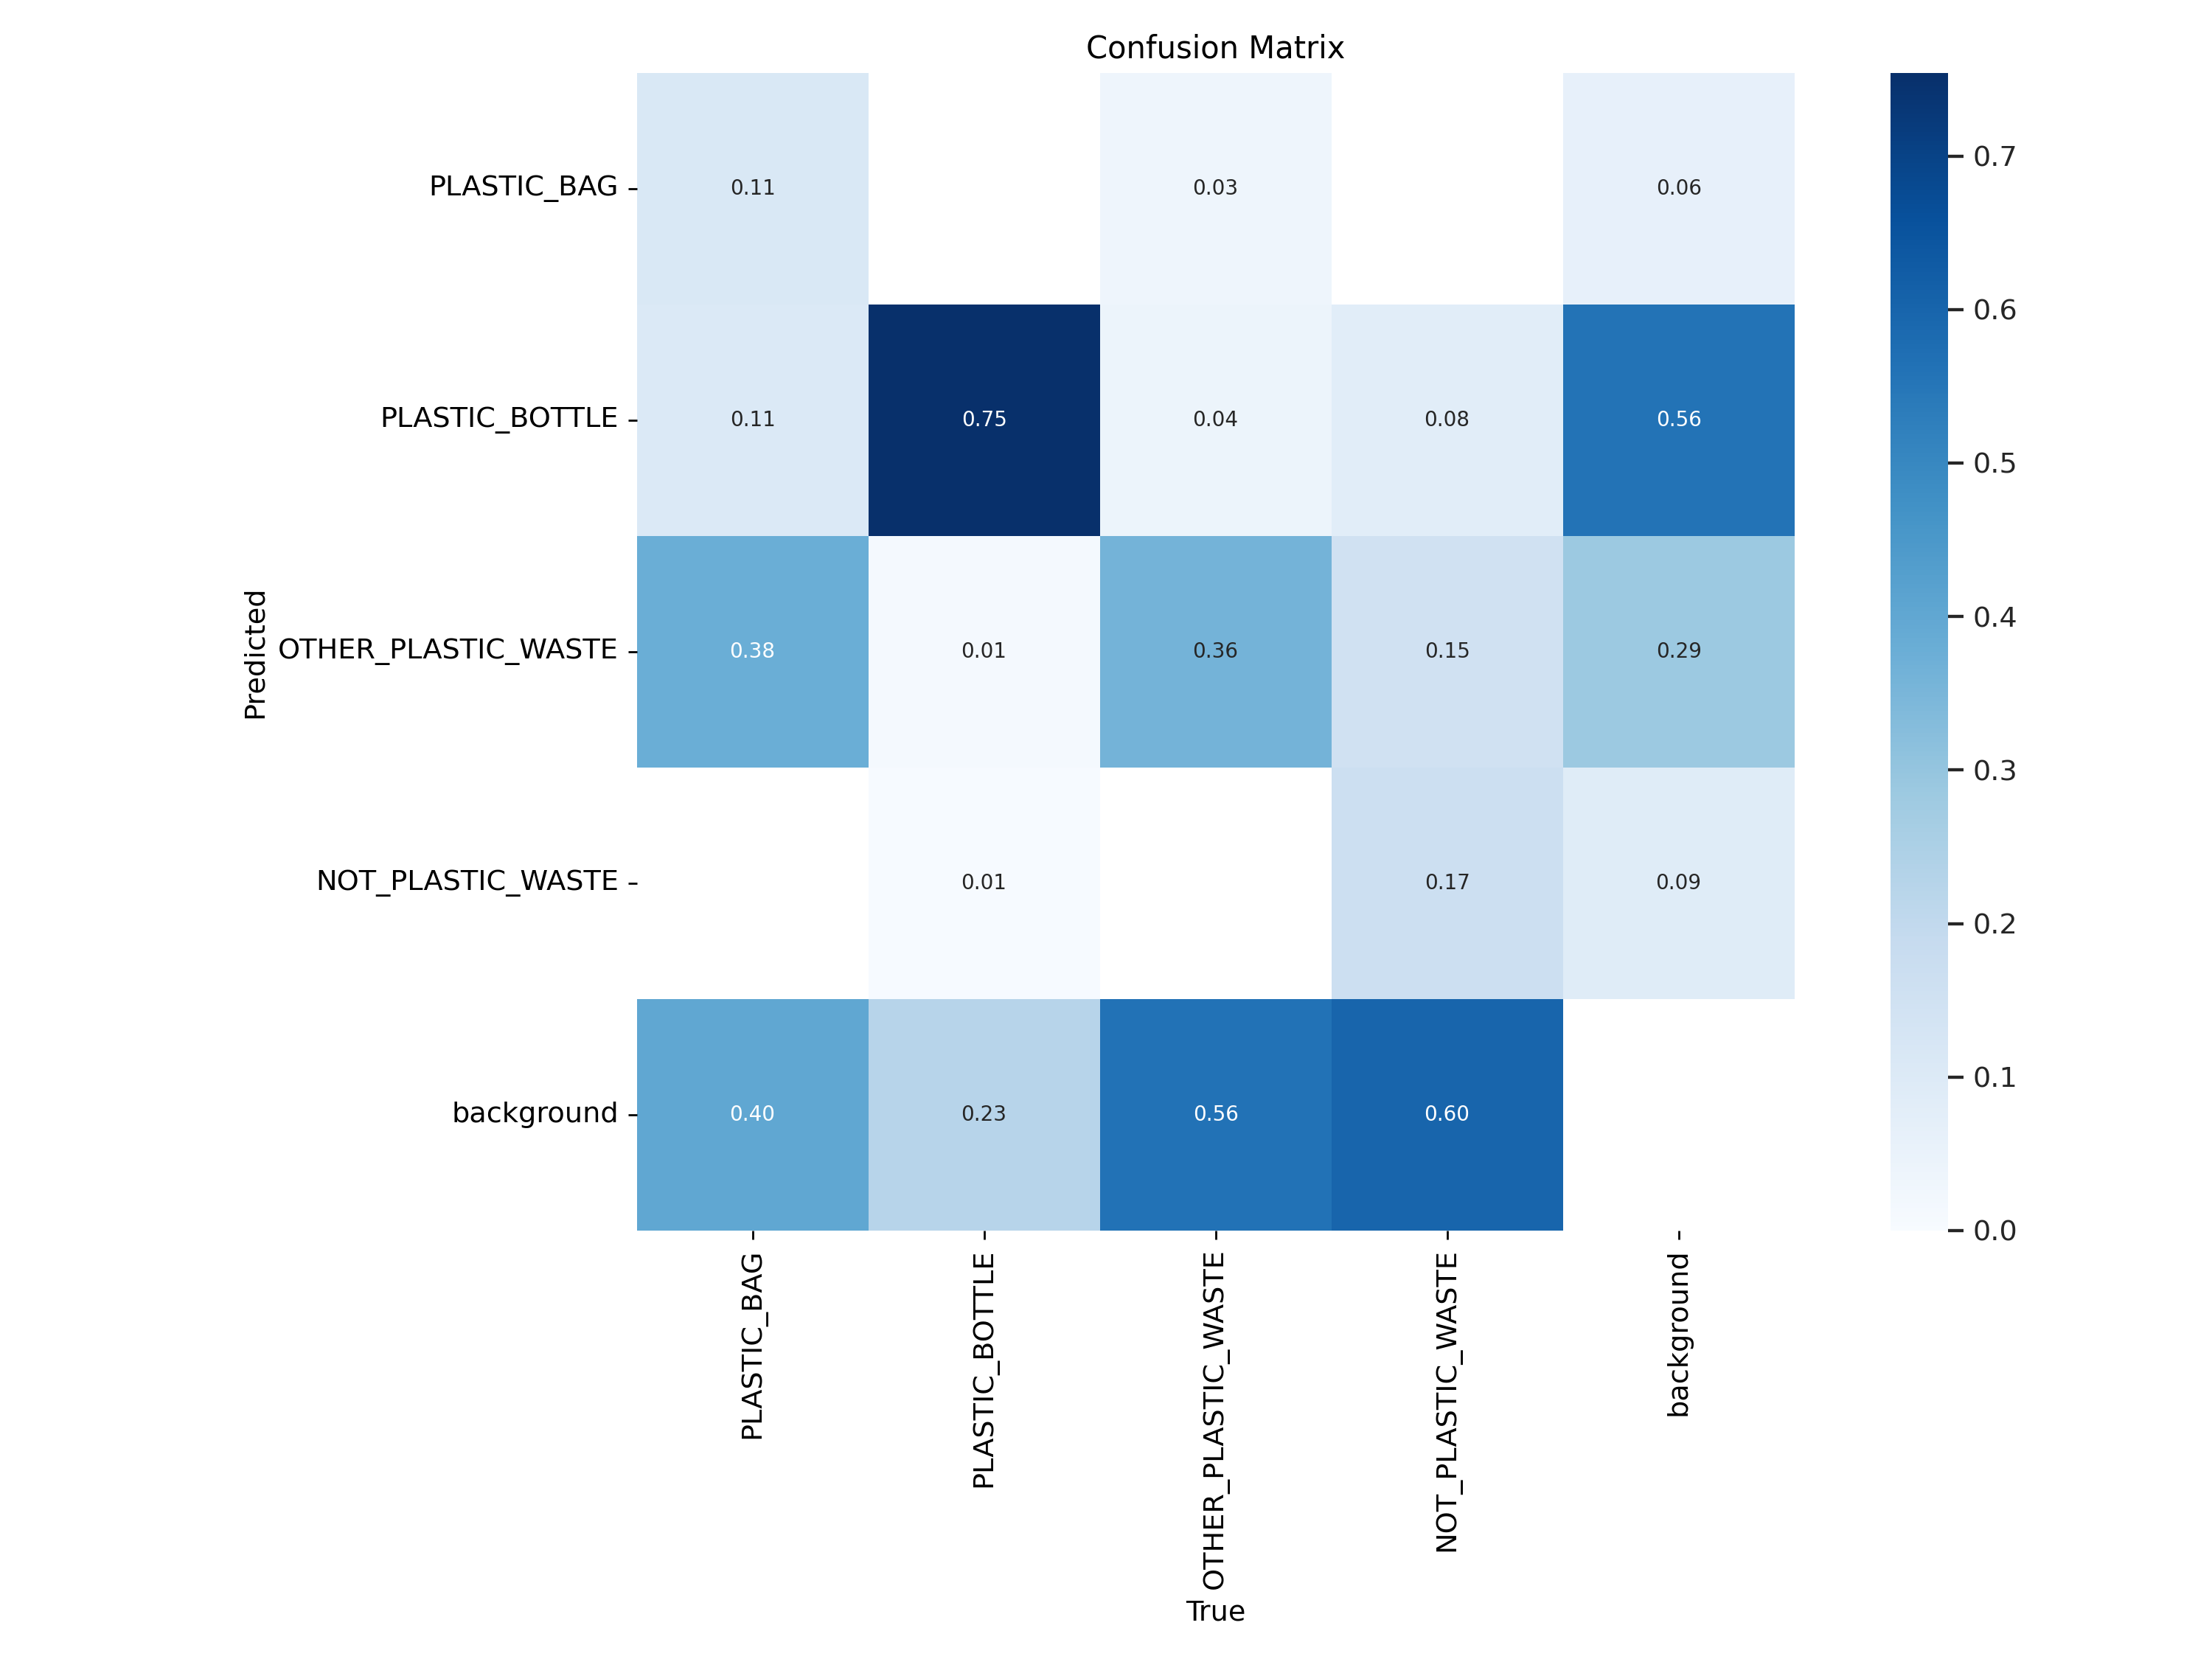 Confusion Matrix
Predicted
PLASTIC_BAG
0.11
0.03
0.06
PLASTIC_BOTTLE
0.11
0.75
0.04
0.08
0.56
OTHER_PLASTIC_WASTE
0.38
0.01
0.36
0.15
0.29
NOT_PLASTIC_WASTE
0.01
0.17
0.09
background
0.40
0.23
0.56
0.60
PLASTIC_BAG
PLASTIC_BOTTLE
OTHER_PLASTIC_WASTE
NOT_PLASTIC_WASTE
background
True
0.7
0.6
0.5
0.4
0.3
0.2
0.1
0.0